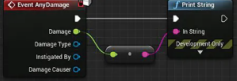 Event AnyDamage
Print String
Damage
In String
Damage Type
Development Only
Instigated By
Damage Causer